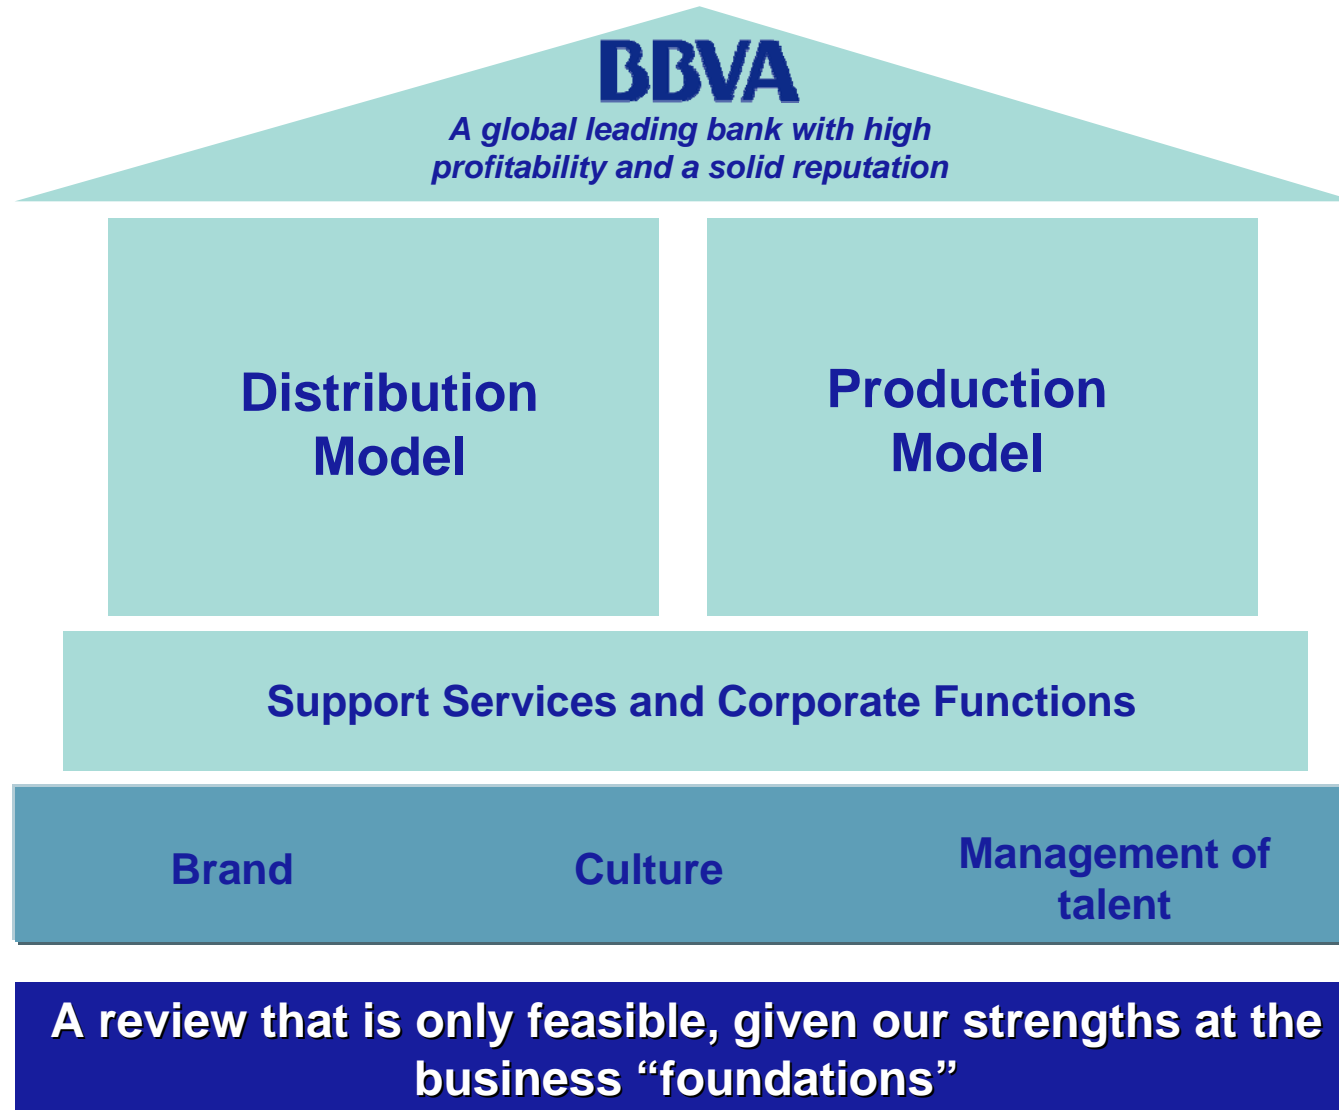 BBVA
A global leading bank with high
profitability and a solid reputation
Distribution
Model
Production
Model
Support Services and Corporate Functions
Brand
Culture
Management of
talent
A review that is only feasible, given our strengths at the
business “foundations”